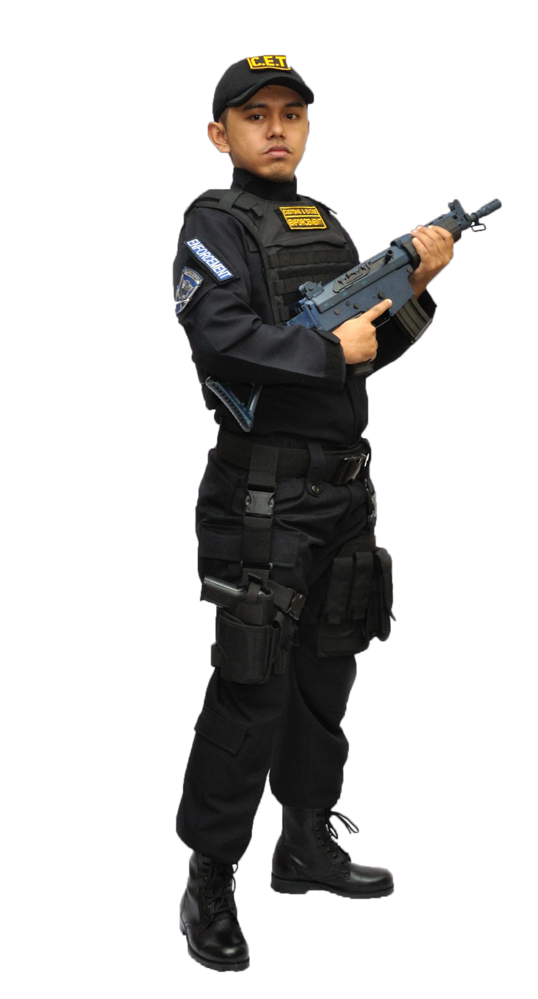 C.E.T
CUSTOMS & EXCISE
ENFORCEMENT
ENFORCEMENT